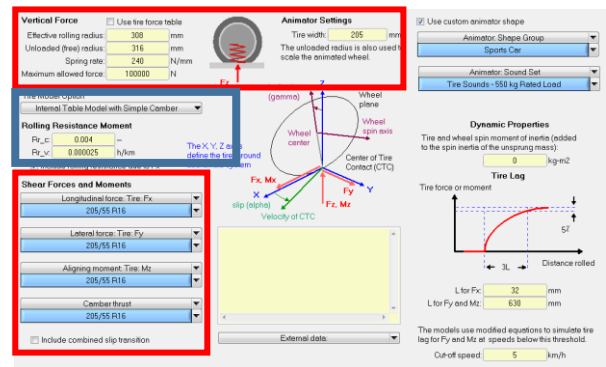 Vertical Force
Use tire force table
Effective rolling radius: 308 mm
Unloaded (free) radius: 316 mm
Spring rate: 240 N/mm
Maximum allowed force: 100000 N
Fz
Animator Settings
Tire width: 205 mm
The unloaded radius is also used t
scale the animated wheel.
Use custom animator shape
Animator: Shape Group
Sports Car
Animator: Sound Set
Tire Sounds - 550 kg Rated Load
Tire Model Option
Internal Table Model with Simple Camber
Rolling Resistance Moment
Rr_c: 0.004 --
Rr_v: 0.000025 h/km
The X, Y, Z axes
define the tire ground
(gamma)
Z
Wheel
plane
Wheel
spin axis
Wheel
center
Center of Tire
Contact (CTC)
Fx, Mx
X
Fy
Y
slip (alpha)
Fz, Mz
Velocity of CTC
Shear Forces and Moments
Longitudinal force: Tire: Fx
205/55 R16
Lateral force: Tire: Fy
205/55 R16
Aligning moment: Tire: Mz
205/55 R16
Camber thrust
205/55 R16
Include combined slip transition
External data:
Dynamic Properties
Tire and wheel spin moment of inertia (added
to the spin inertia of the unsprung mass):
0 kg-m2
Tire Lag
Tire force or moment
3L
Distance rolled
L for Fx: 32 mm
L for Fy and Mz: 630 mm
The models use modified equations to simulate tire
lag for Fy and Mz at speeds below this threshold.
Cut-off speed: 5 km/h